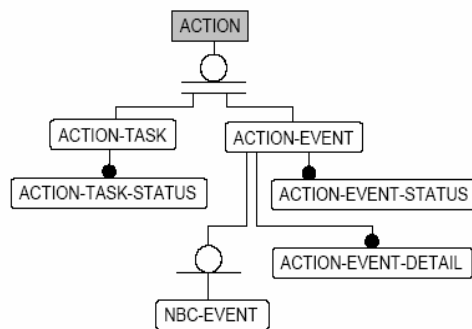 ACTION
ACTION-TASK
ACTION-EVENT
ACTION-TASK-STATUS
ACTION-EVENT-STATUS
ACTION-EVENT-DETAIL
NBC-EVENT